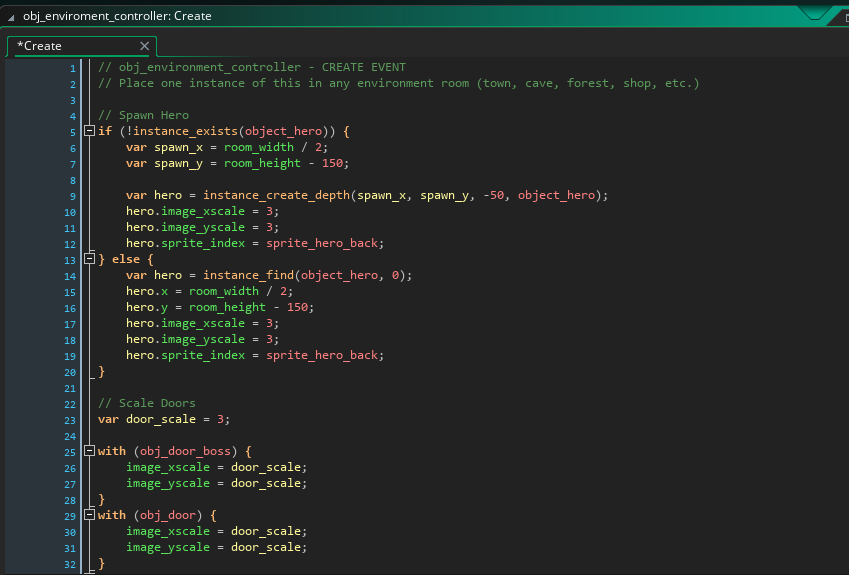 obj_enviroment_controller: Create
*Create
1 // obj_environment_controller - CREATE EVENT
2 // Place one instance of this in any environment room (town, cave, forest, shop, etc.)
3
4 // Spawn Hero
5 if (!instance_exists(object_hero)) {
6     var spawn_x = room_width / 2;
7     var spawn_y = room_height - 150;
8
9     var hero = instance_create_depth(spawn_x, spawn_y, -50, object_hero);
10     hero.image_xscale = 3;
11     hero.image_yscale = 3;
12     hero.sprite_index = sprite_hero_back;
13 } else {
14     var hero = instance_find(object_hero, 0);
15     hero.x = room_width / 2;
16     hero.y = room_height - 150;
17     hero.image_xscale = 3;
18     hero.image_yscale = 3;
19     hero.sprite_index = sprite_hero_back;
20 }
21
22 // Scale Doors
23 var door_scale = 3;
24
25 with (obj_door_boss) {
26     image_xscale = door_scale;
27     image_yscale = door_scale;
28 }
29 with (obj_door) {
30     image_xscale = door_scale;
31     image_yscale = door_scale;
32 }